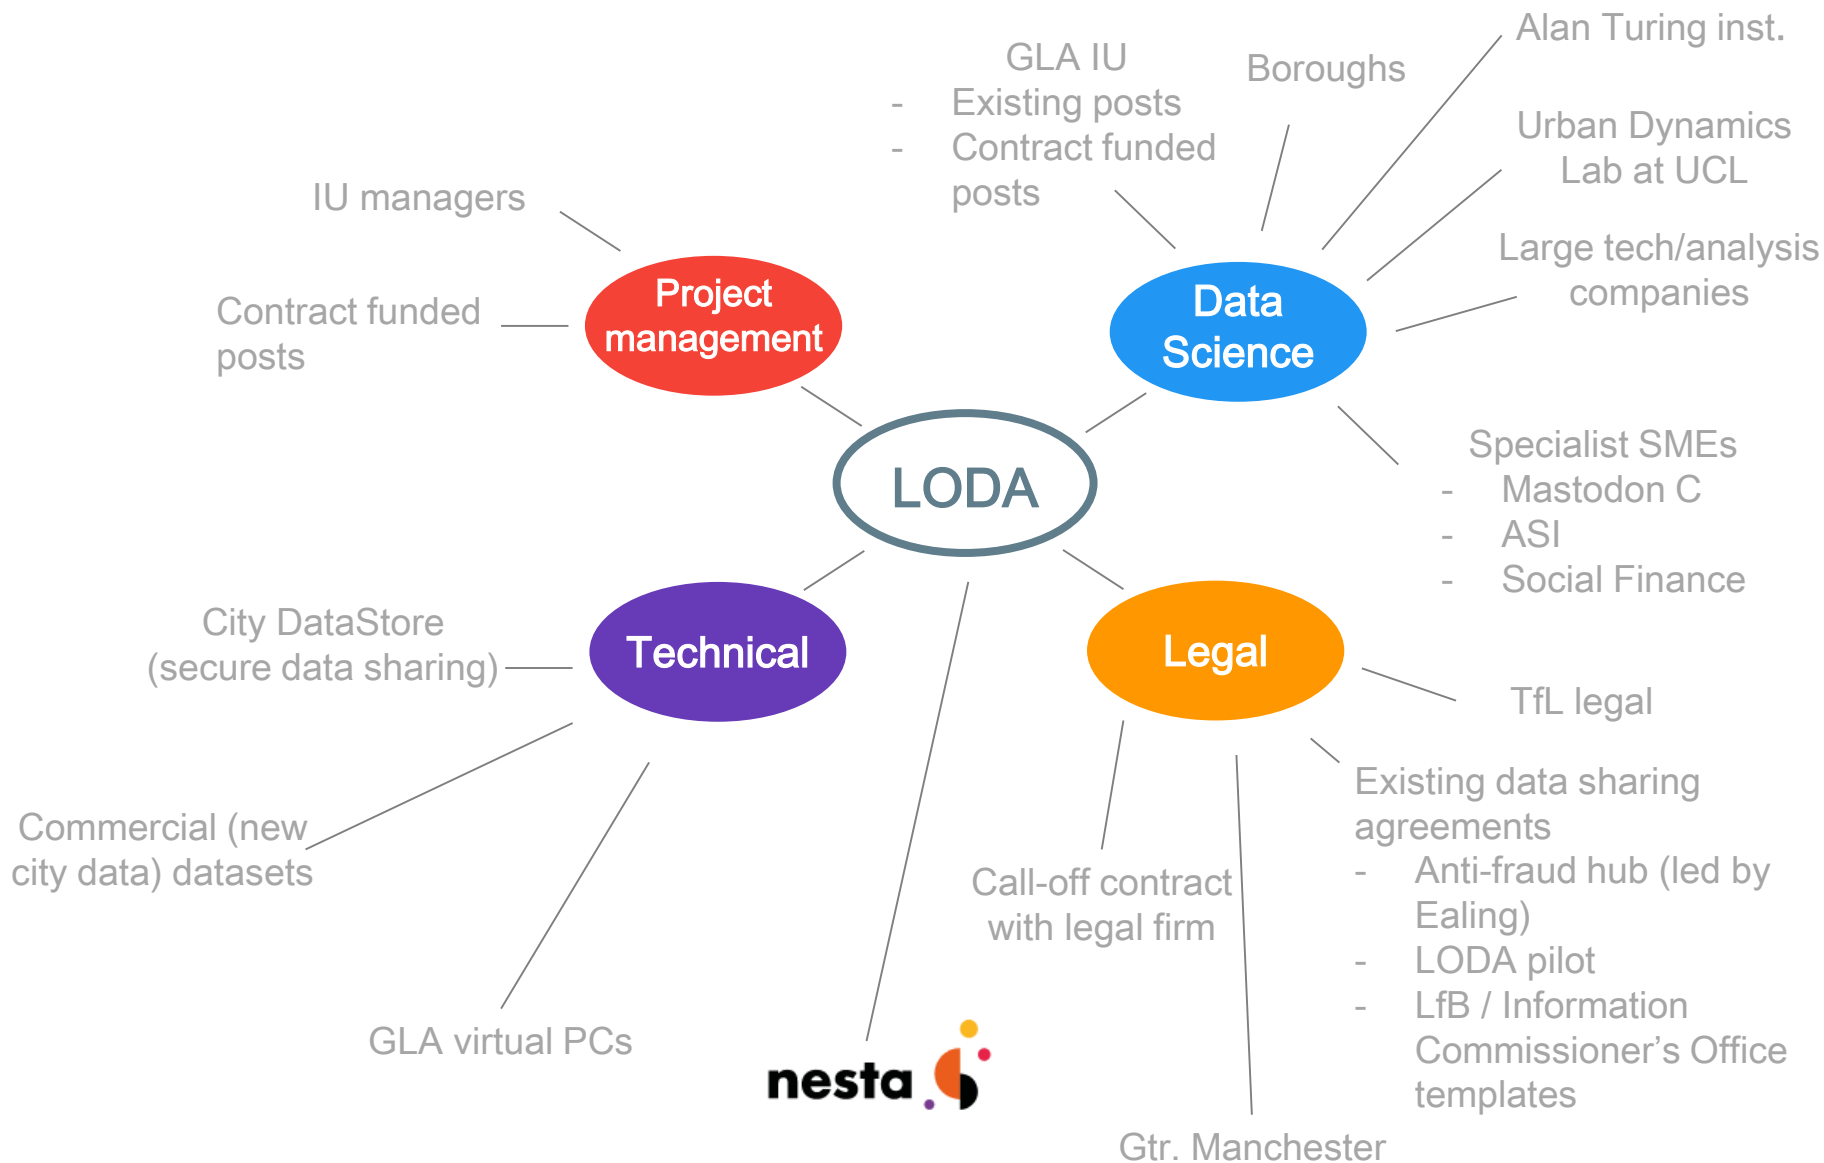 Alan Turing inst.
GLA IU
- Existing posts
- Contract funded
posts
Boroughs
Urban Dynamics
Lab at UCL
IU managers
Large tech/analysis
companies
Project
management
Data
Science
Contract funded
posts
LODA
Specialist SMEs
- Mastodon C
- ASI
- Social Finance
City DataStore
(secure data sharing)
Technical
Legal
TfL legal
Existing data sharing
agreements
- Anti-fraud hub (led by
Ealing)
- LODA pilot
- LfB / Information
Commissioner’s Office
templates
Commercial (new
city data) datasets
Call-off contract
with legal firm
GLA virtual PCs
nesta
Gtr. Manchester